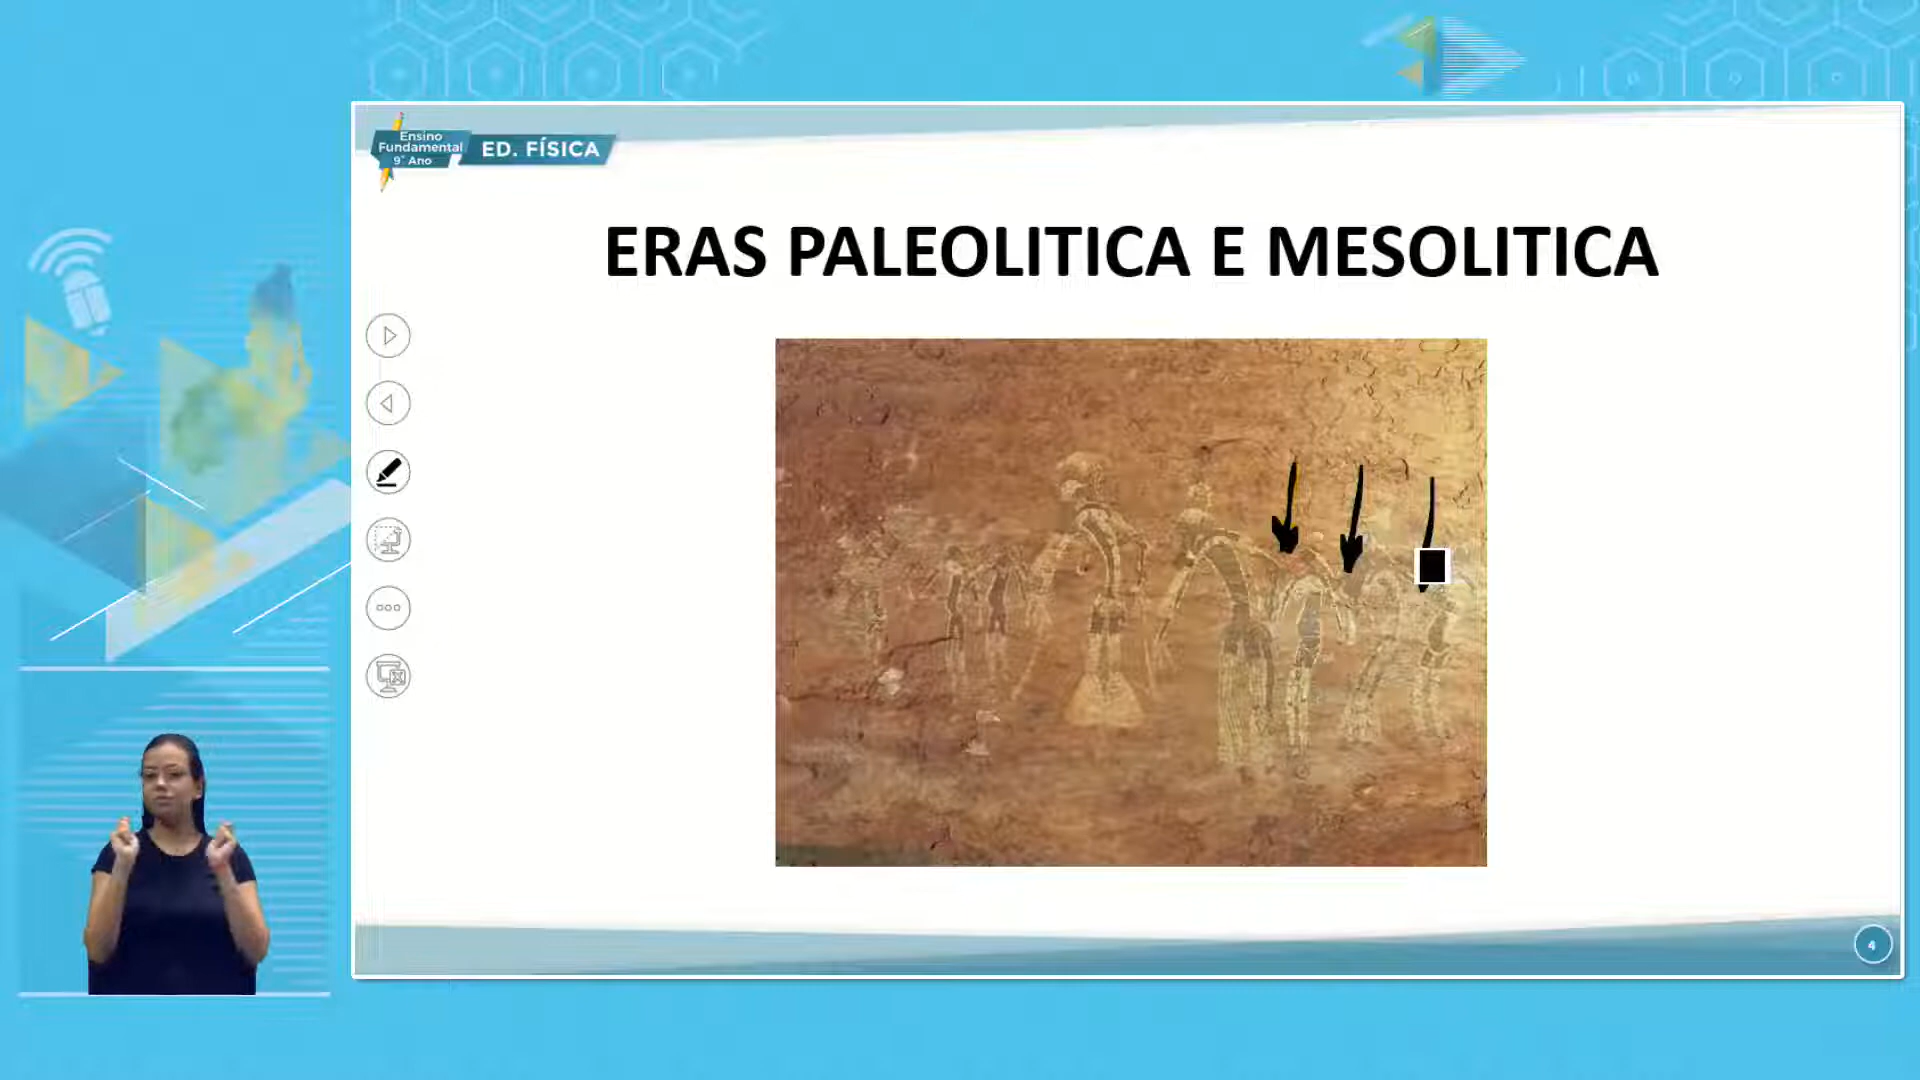 Ensino
Fundamental
9° Ano
ED. FÍSICA
ERAS PALEOLITICA E MESOLITICA
4